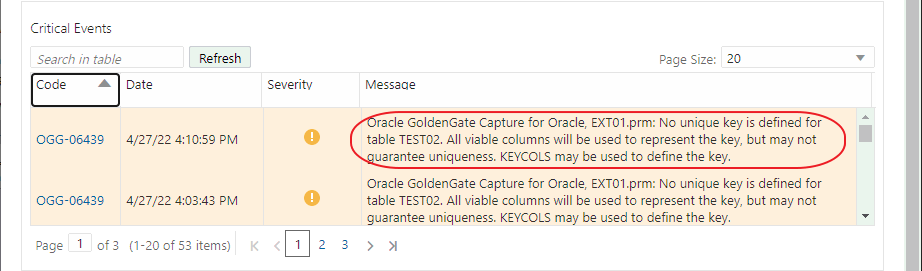 Critical Events
Search in table Refresh Page Size: 20
Code Date Severity Message
Oracle GoldenGate Capture for Oracle, EXT01.prm: No unique key is defined for
OGG-06439 4/27/22 4:10:59 PM table TEST02. All viable columns will be used to represent the key, but may not
guarantee uniqueness. KEYCOLS may be used to define the key.
Oracle GoldenGate Capture for Oracle, EXT01.prm: No unique key is defined for
OGG-06439 4/27/22 4:03:43 PM table TEST02. All viable columns will be used to represent the key, but may not
guarantee uniqueness. KEYCOLS may be used to define the key.
Page 1 of 3 (1-20 of 53 items) 1 2 3